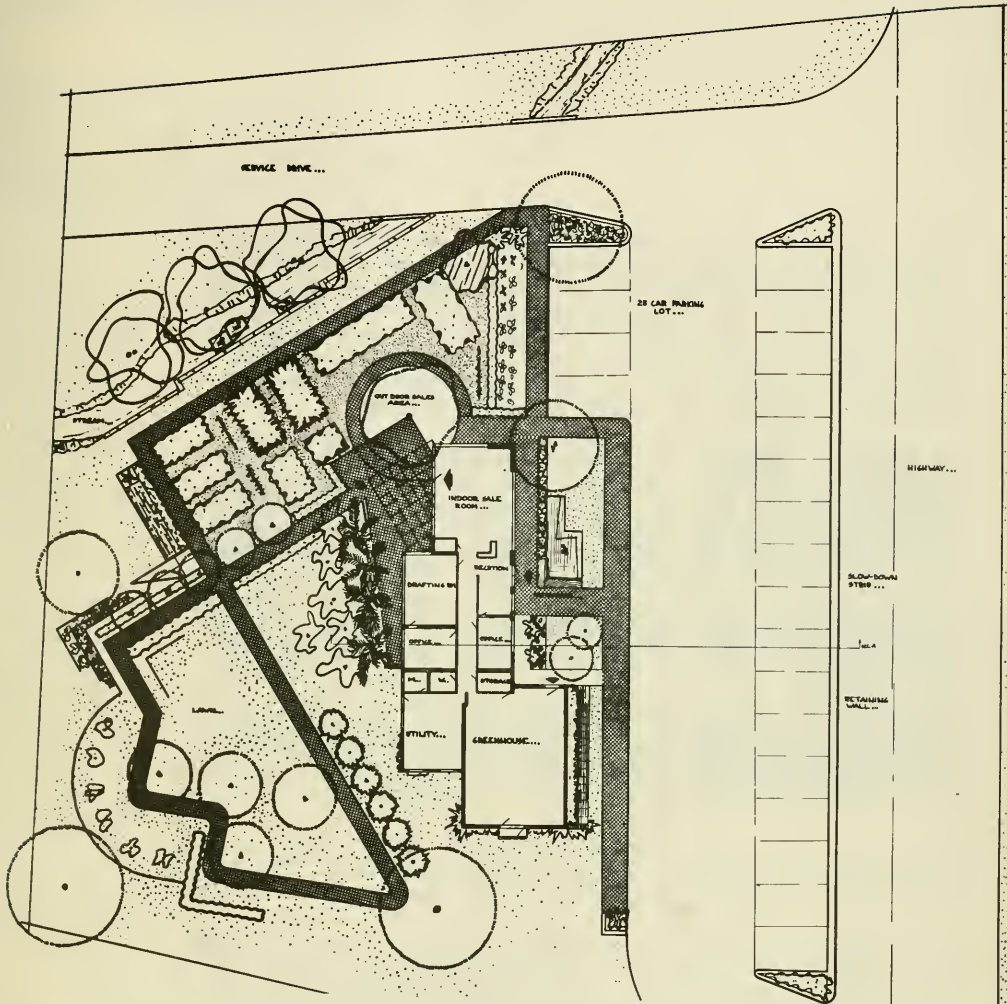 SERVICE DRIVE...
25 CAR PARKING
LOT...
OUT DOOR SALES
AREA...
STREAM...
HIGHWAY...
INDOOR SALE
ROOM...
RECEPTION
DRAFTING
SLOW-DOWN
STRIP...
OFFICE...
OFFICE...
M...
W...
STORAGE
RETAINING
WALL...
LAWN...
UTILITY...
GREENHOUSE...